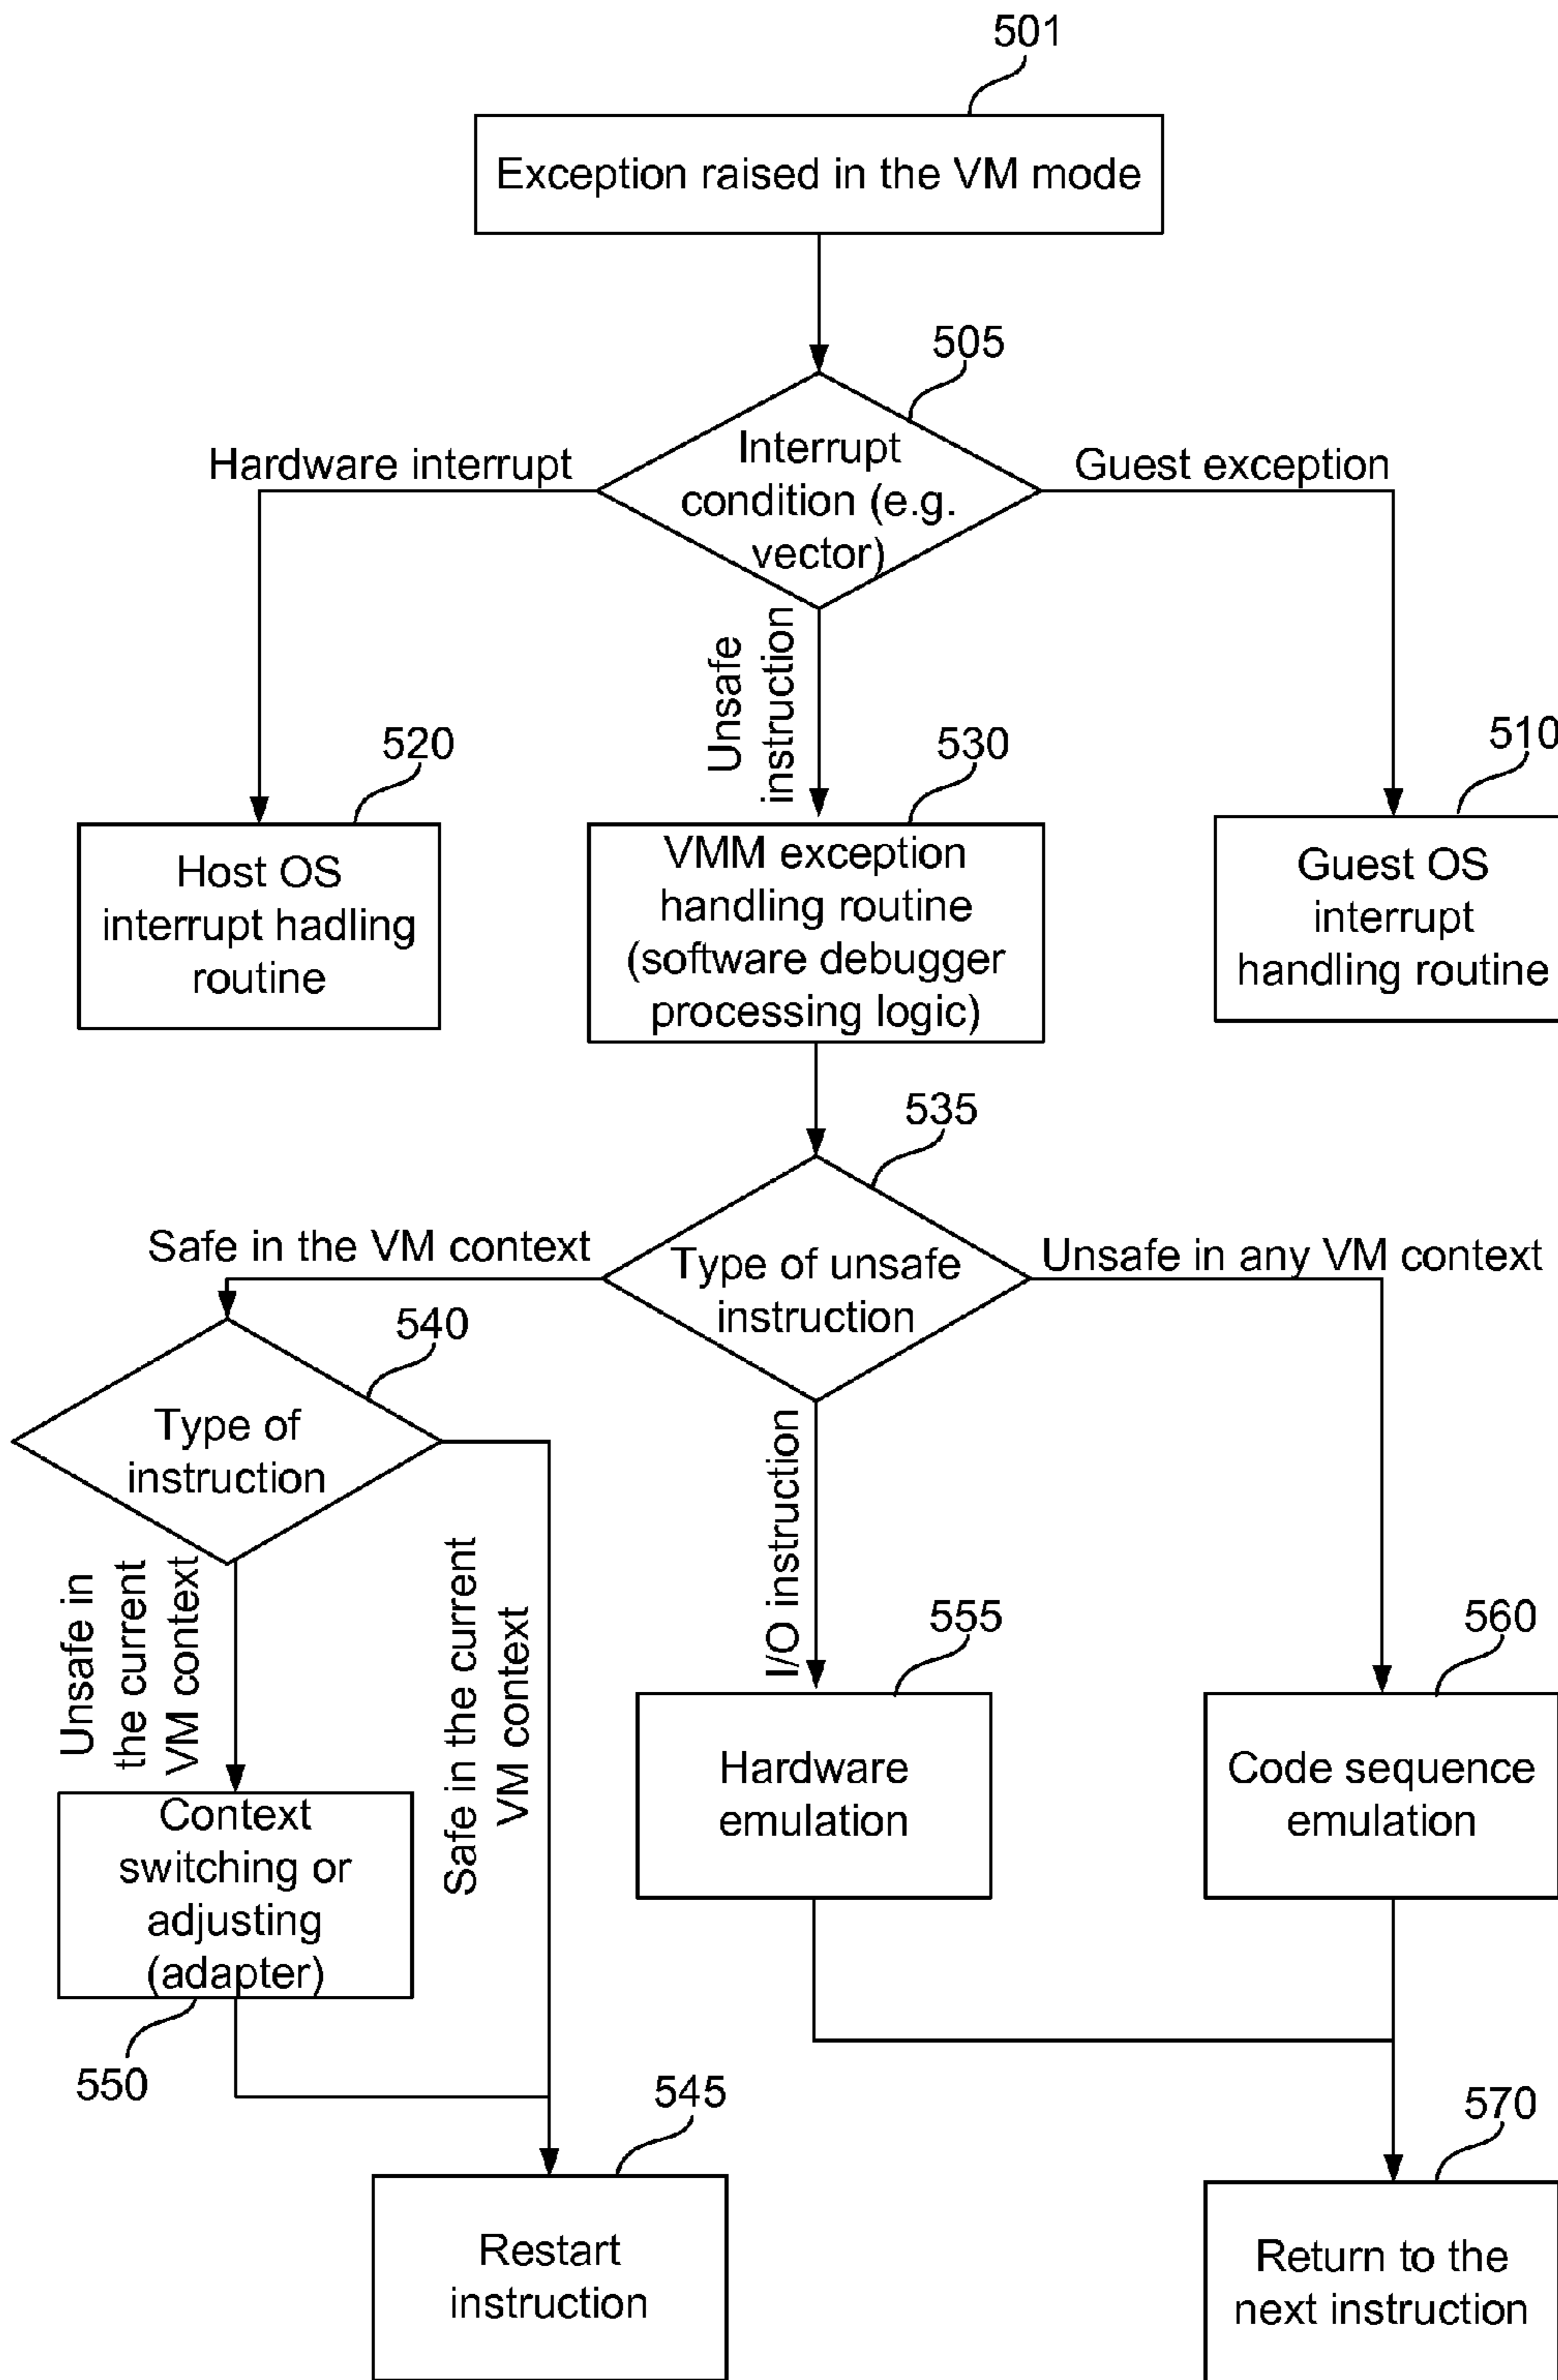 501
Exception raised in the VM mode
505
Interrupt
condition (e.g.
vector)
Hardware interrupt
Guest exception
Unsafe
instruction
520
530
510
Host OS
interrupt hadling
routine
VMM exception
handling routine
(software debugger
processing logic)
Guest OS
interrupt
handling routine
535
Type of unsafe
instruction
Safe in the VM context
Unsafe in any VM context
540
Type of
instruction
I/O instruction
Unsafe in
the current
VM context
Safe in the current
VM context
555
560
Context
switching or
adjusting
(adapter)
Hardware
emulation
Code sequence
emulation
550
545
570
Restart
instruction
Return to the
next instruction